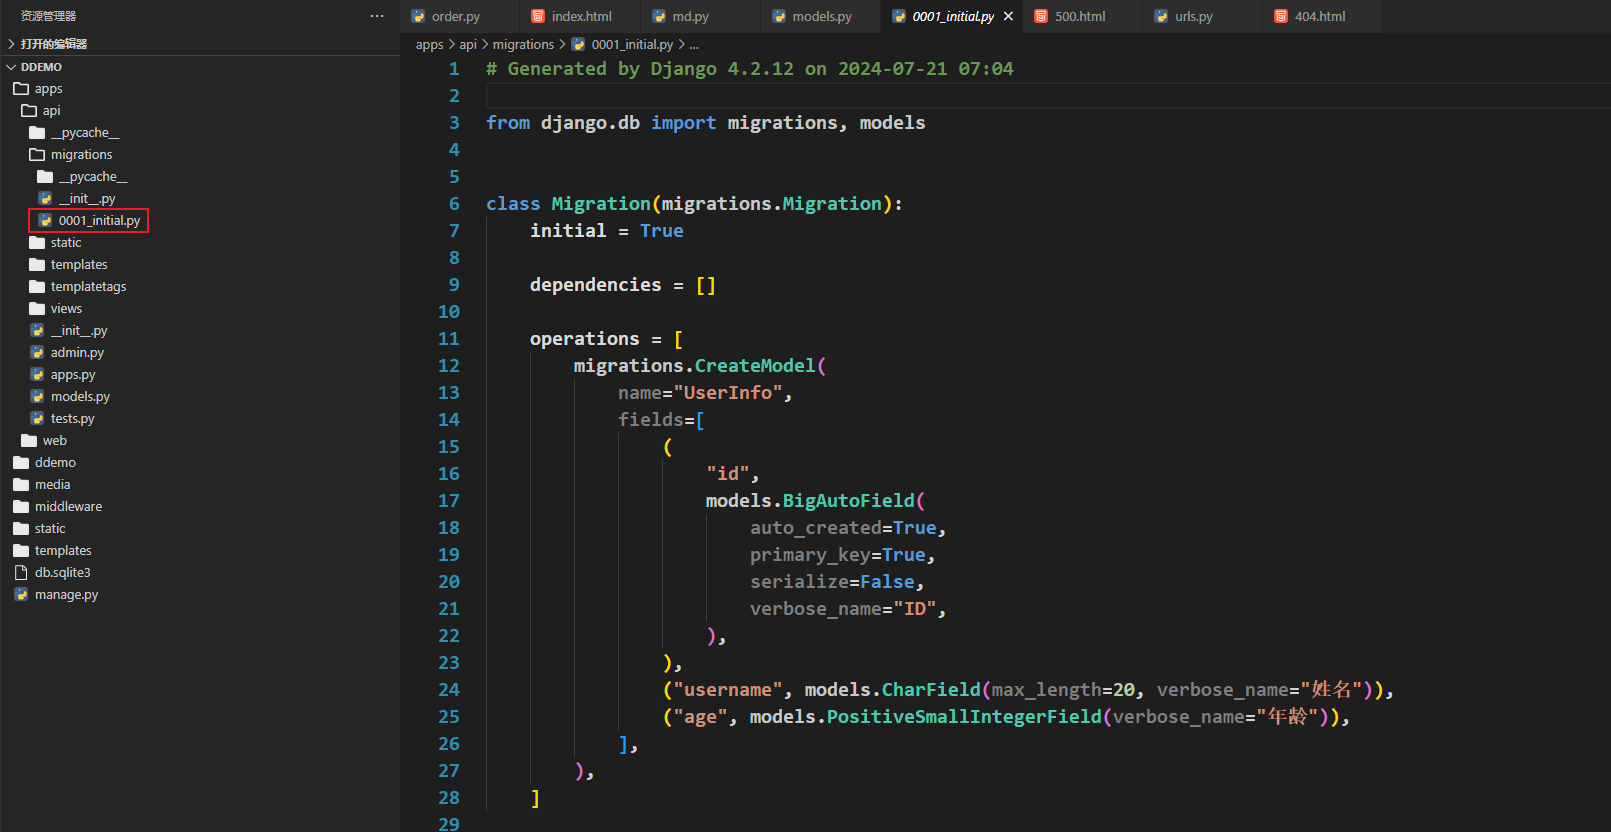 资源管理器
···
打开的编辑器
DDEMO
apps
api
__pycache__
migrations
__pycache__
__init__.py
0001_initial.py
static
templates
templatetags
views
__init__.py
admin.py
apps.py
models.py
tests.py
web
ddemo
media
middleware
static
templates
db.sqlite3
manage.py
order.py index.html md.py models.py 0001_initial.py × 500.html urls.py 404.html
apps > api > migrations > 0001_initial.py > ...
1 # Generated by Django 4.2.12 on 2024-07-21 07:04
2
3 from django.db import migrations, models
4
5
6 class Migration(migrations.Migration):
7     initial = True
8
9     dependencies = []
10
11     operations = [
12         migrations.CreateModel(
13             name="UserInfo",
14             fields=[
15                 (
16                     "id",
17                     models.BigAutoField(
18                         auto_created=True,
19                         primary_key=True,
20                         serialize=False,
21                         verbose_name="ID",
22                     ),
23                 ),
24                 ("username", models.CharField(max_length=20, verbose_name="姓名")),
25                 ("age", models.PositiveSmallIntegerField(verbose_name="年龄")),
26             ],
27         ),
28     ]
29